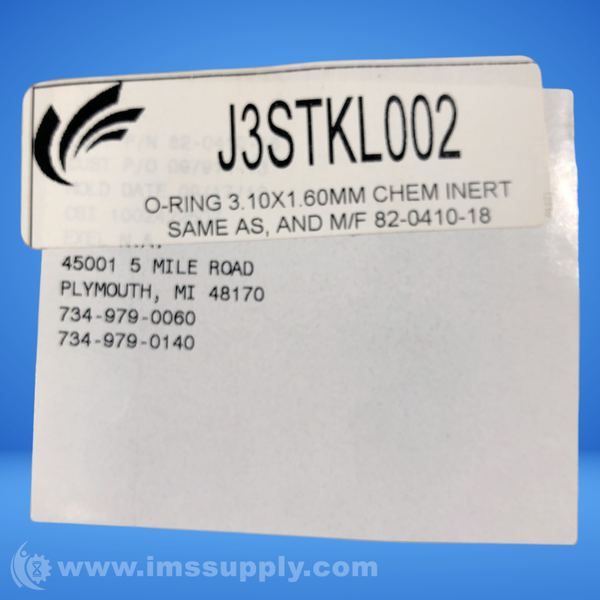 J3STKL002
O-RING 3.10X1.60MM CHEM INERT
SAME AS, AND M/F 82-0410-18
45001 5 MILE ROAD
PLYMOUTH, MI 48170
734-979-0060
734-979-0140
www.imssupply.com